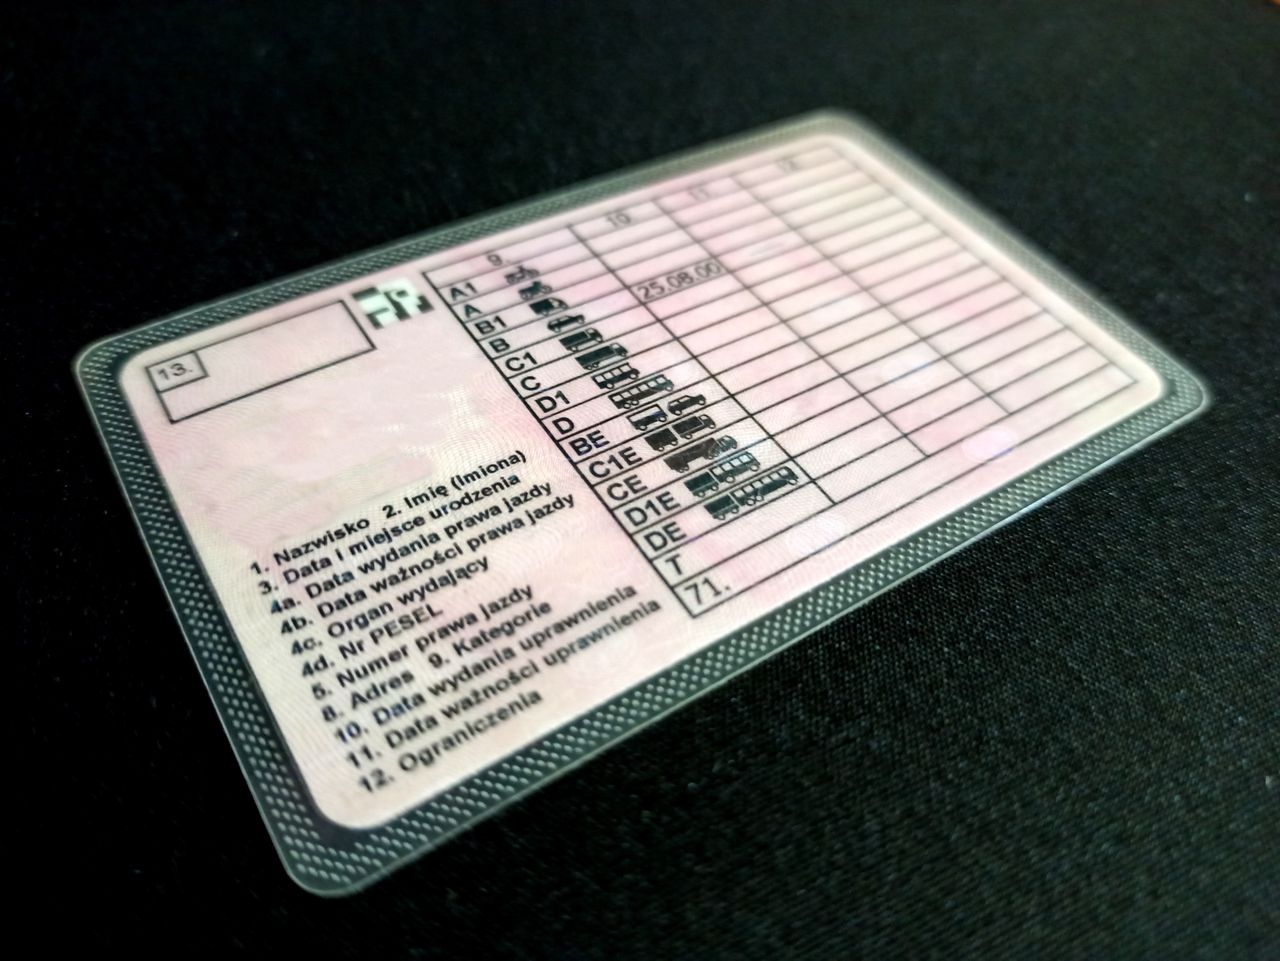 13.
9. 10. 11. 12.
A1
A
B1
B 25.08.00
C1
C
D1
D
BE
C1E
CE
D1E
DE
T
71.
1. Nazwisko 2. Imię (Imiona)
3. Data i miejsce urodzenia
4a. Data wydania prawa jazdy
4b. Data ważności prawa jazdy
4c. Organ wydający
4d. Nr PESEL
5. Numer prawa jazdy
8. Adres 9. Kategorie
10. Data wydania uprawnienia
11. Data ważności uprawnienia
12. Ograniczenia